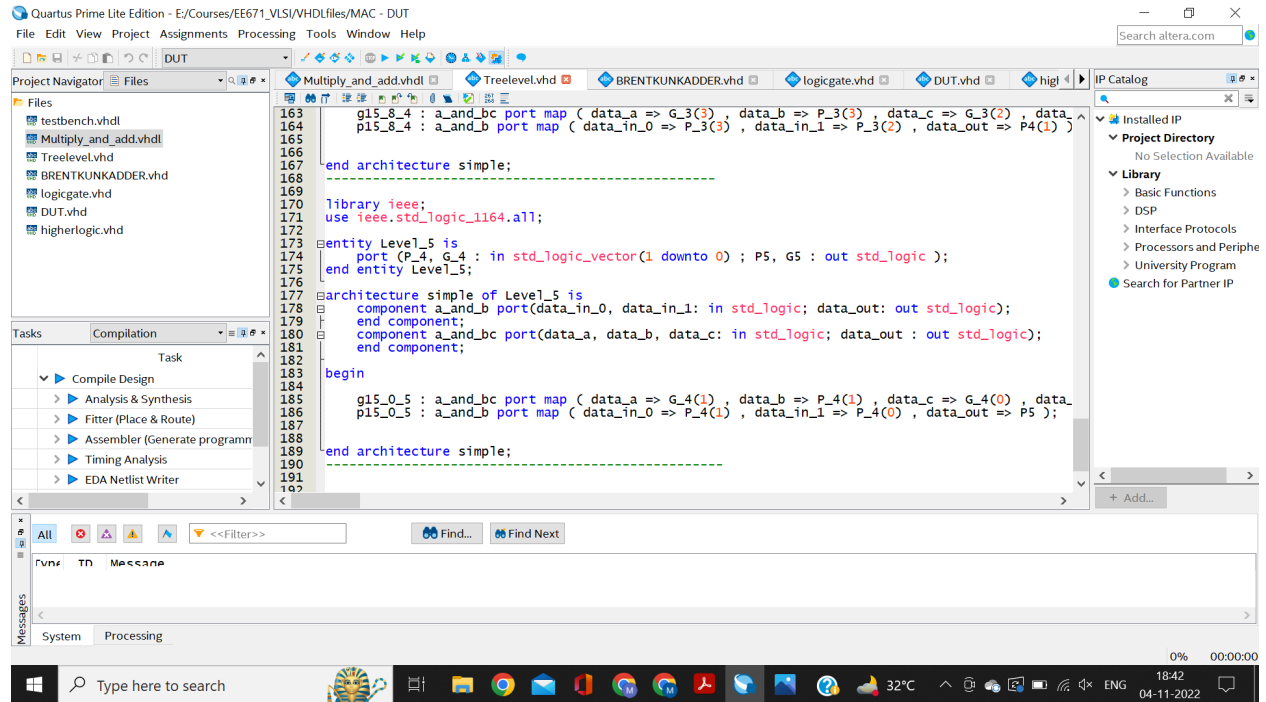 Quartus Prime Lite Edition - E:/Courses/EE671_VLSI/VHDLfiles/MAC - DUT
File Edit View Project Assignments Processing Tools Window Help
Search altera.com
DUT
Project Navigator Files
Multiply_and_add.vhdl Treelevel.vhd BRENTKUNKADDER.vhd logicgate.vhd DUT.vhd
IP Catalog
Files
testbench.vhdl
Multiply_and_add.vhdl
Treelevel.vhd
BRENTKUNKADDER.vhd
logicgate.vhd
DUT.vhd
higherlogic.vhd
163 g15_8_4 : a_and_bc port map ( data_a => G_3(3) , data_b => P_3(3) , data_c => G_3(2) , data_
164 p15_8_4 : a_and_b port map ( data_in_0 => P_3(3) , data_in_1 => P_3(2) , data_out => P4(1) )
165
166
167 end architecture simple;
168 -------------------------------------------------
169
170 library ieee;
171 use ieee.std_logic_1164.all;
172
173 entity Level_5 is
174 port (P_4, G_4 : in std_logic_vector(1 downto 0) ; P5, G5 : out std_logic );
175 end entity Level_5;
176
177 architecture simple of Level_5 is
178 component a_and_b port(data_in_0, data_in_1: in std_logic; data_out: out std_logic);
179 end component;
180 component a_and_bc port(data_a, data_b, data_c: in std_logic; data_out : out std_logic);
181 end component;
182
183 begin
184
185 g15_0_5 : a_and_bc port map ( data_a => G_4(1) , data_b => P_4(1) , data_c => G_4(0) , data_
186 p15_0_5 : a_and_b port map ( data_in_0 => P_4(1) , data_in_1 => P_4(0) , data_out => P5 );
187
188
189 end architecture simple;
190 --------------------------------------------------
191
192
Installed IP
Project Directory
No Selection Available
Library
Basic Functions
DSP
Interface Protocols
Processors and Periphe
University Program
Search for Partner IP
+ Add...
Tasks Compilation
Task
Compile Design
Analysis & Synthesis
Fitter (Place & Route)
Assembler (Generate programm
Timing Analysis
EDA Netlist Writer
All <<Filter>> Find... Find Next
Type ID Message
Messages
System Processing
0% 00:00:00
Type here to search
32°C
ENG
18:42
04-11-2022